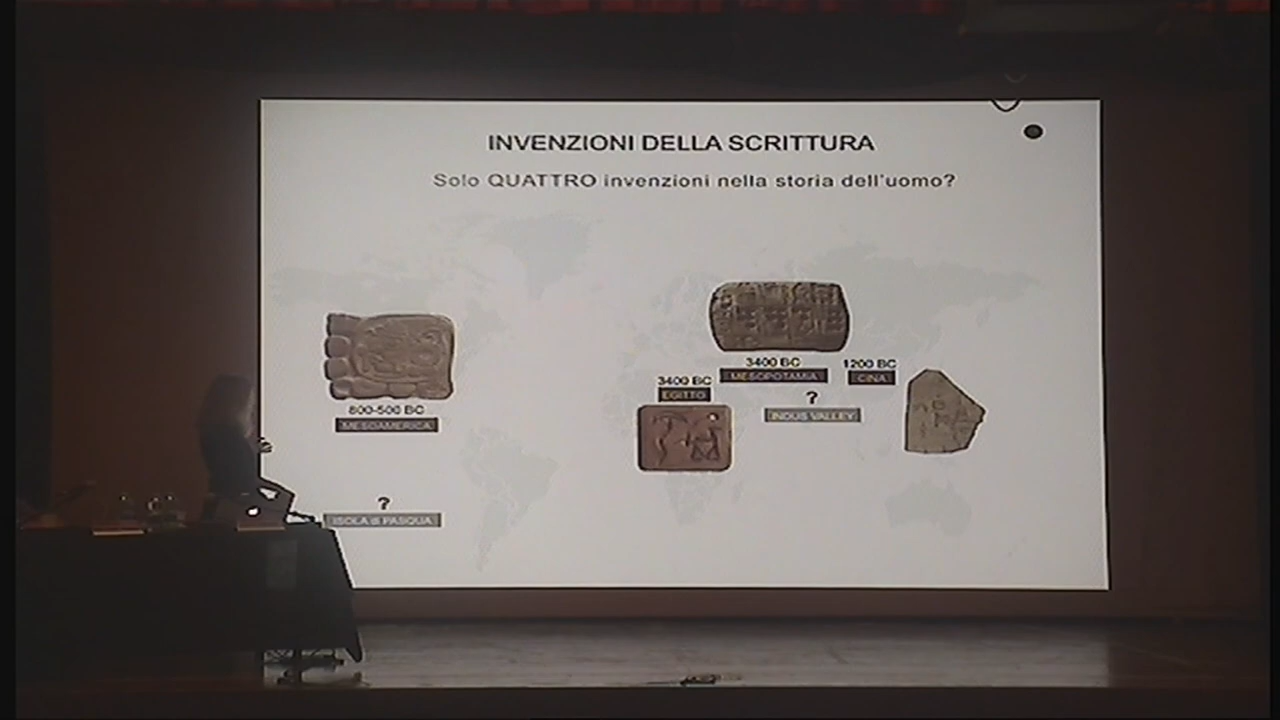 INVENZIONI DELLA SCRITTURA
Solo QUATTRO invenzioni nella storia dell'uomo?
3400 BC
MESOPOTAMIA
1200 BC
CINA
3400 BC
EGITTO
?
INDUS VALLEY
800-500 BC
MESOAMERICA
?
ISOLA di PASQUA